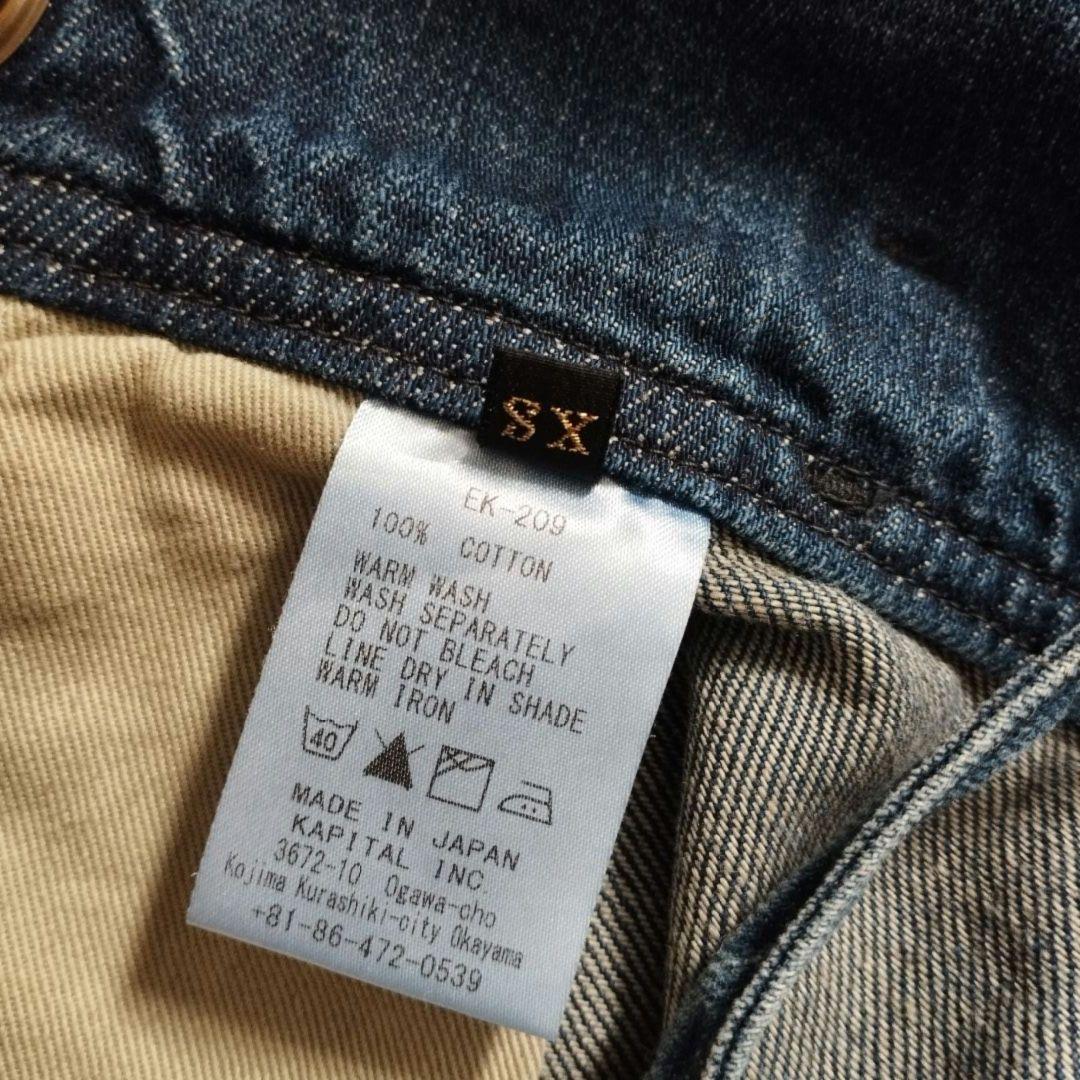 SX
EK-209
100% COTTON
WARM WASH
WASH SEPARATELY
DO NOT BLEACH
LINE DRY IN SHADE
WARM IRON
40
MADE IN JAPAN
KAPITAL INC.
3672-10 Ogawa-cho
Kojima Kurashiki-city Okayama
+81-86-472-0539